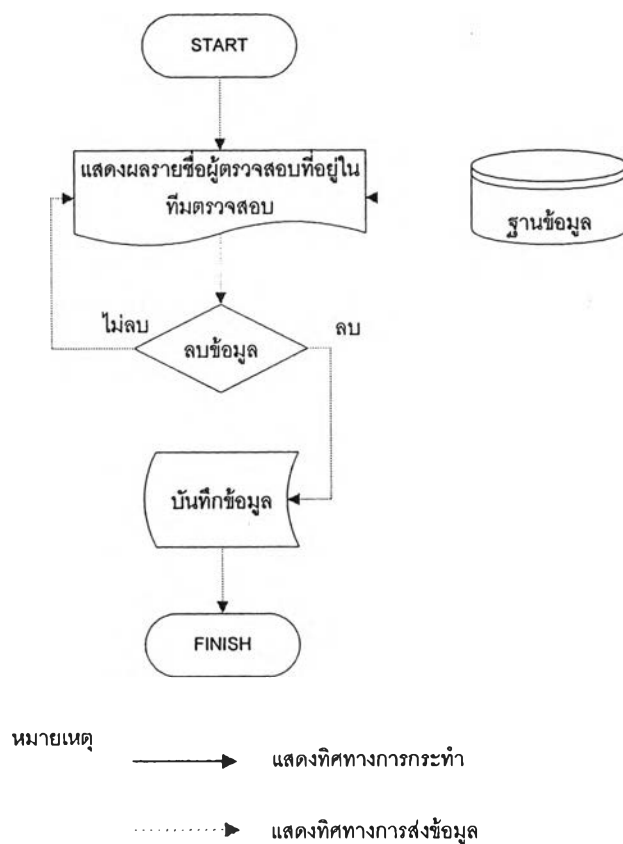 START
แสดงผลรายชื่อผู้ตรวจสอบที่อยู่ใน
ทีมตรวจสอบ
ฐานข้อมูล
ไม่ลบ
ลบ
ลบข้อมูล
บันทึกข้อมูล
FINISH
หมายเหตุ
แสดงทิศทางการกระทำ
แสดงทิศทางการส่งข้อมูล